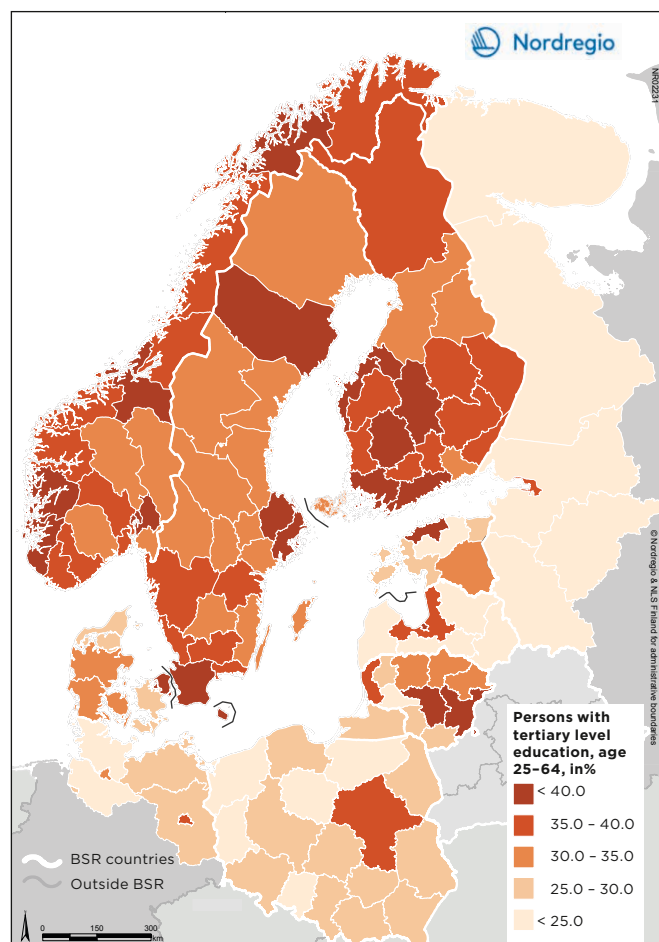 Nordregio
NR02231
© Nordregio & NLS Finland for administrative boundaries
Persons with
tertiary level
education, age
25–64, in%
< 40.0
35.0 – 40.0
30.0 – 35.0
25.0 – 30.0
< 25.0
BSR countries
Outside BSR
0 150 300
km